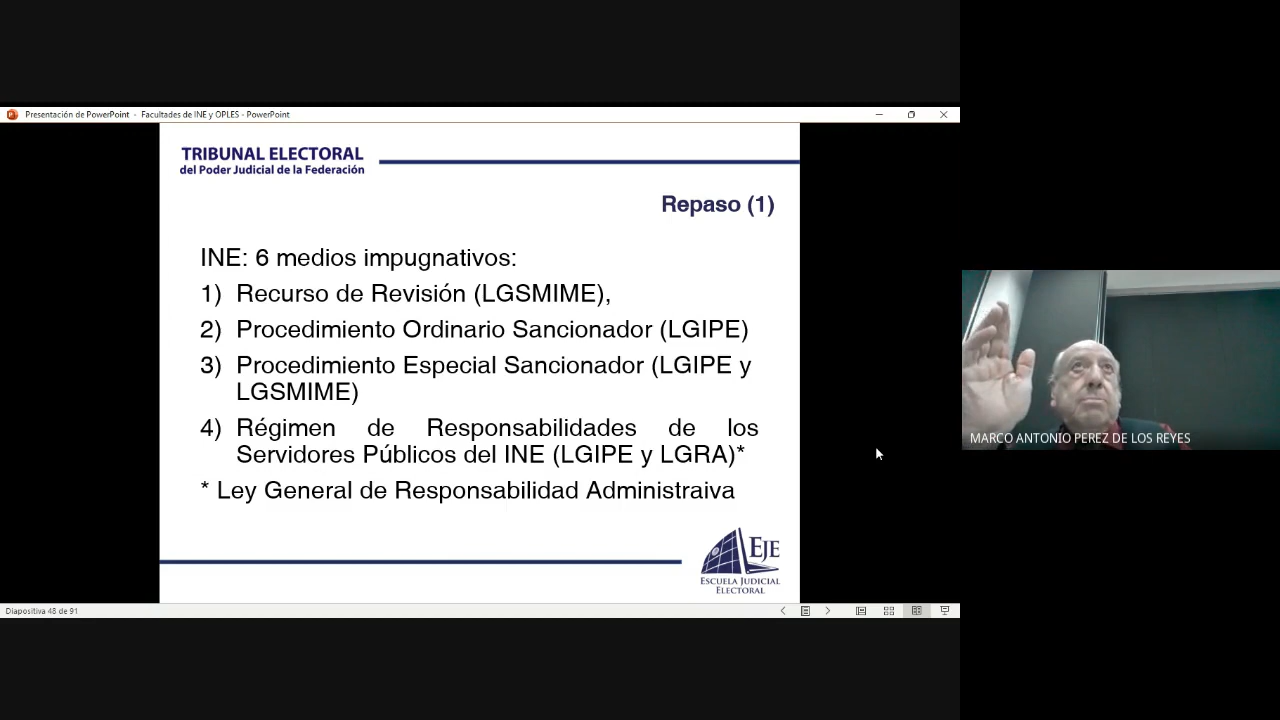 Presentación de PowerPoint - Facultades de INE y OPLES - PowerPoint
TRIBUNAL ELECTORAL
del Poder Judicial de la Federación
Repaso (1)
INE: 6 medios impugnativos:
1) Recurso de Revisión (LGSMIME),
2) Procedimiento Ordinario Sancionador (LGIPE)
3) Procedimiento Especial Sancionador (LGIPE y
LGSMIME)
4) Régimen de Responsabilidades de los
Servidores Públicos del INE (LGIPE y LGRA)*
* Ley General de Responsabilidad Administraiva
EJE
ESCUELA JUDICIAL
ELECTORAL
Diapositiva 48 de 91
MARCO ANTONIO PEREZ DE LOS REYES